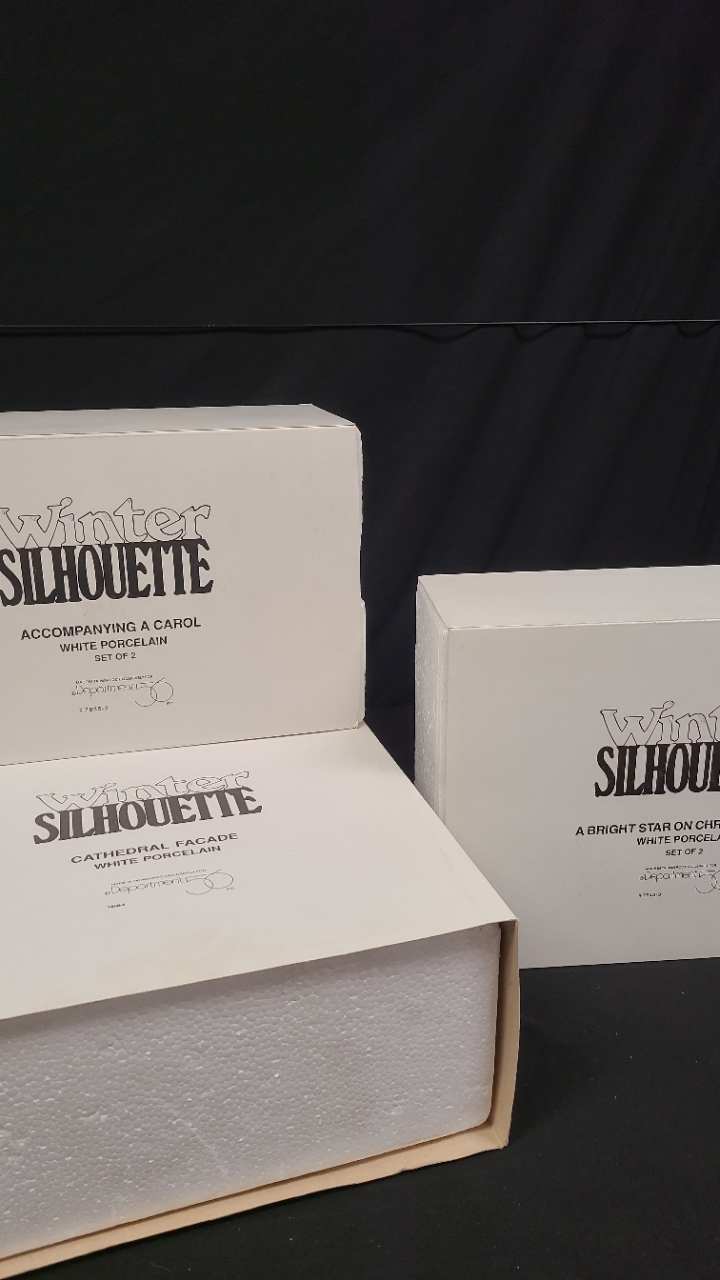 Winter
SILHOUETTE
ACCOMPANYING A CAROL
WHITE PORCELAIN
SET OF 2
Department 56
Winter
SILHOUETTE
CATHEDRAL FACADE
WHITE PORCELAIN
Department 56
Wint
SILHOUE
A BRIGHT STAR ON CHR
WHITE PORCELA
SET OF 2
Department 5